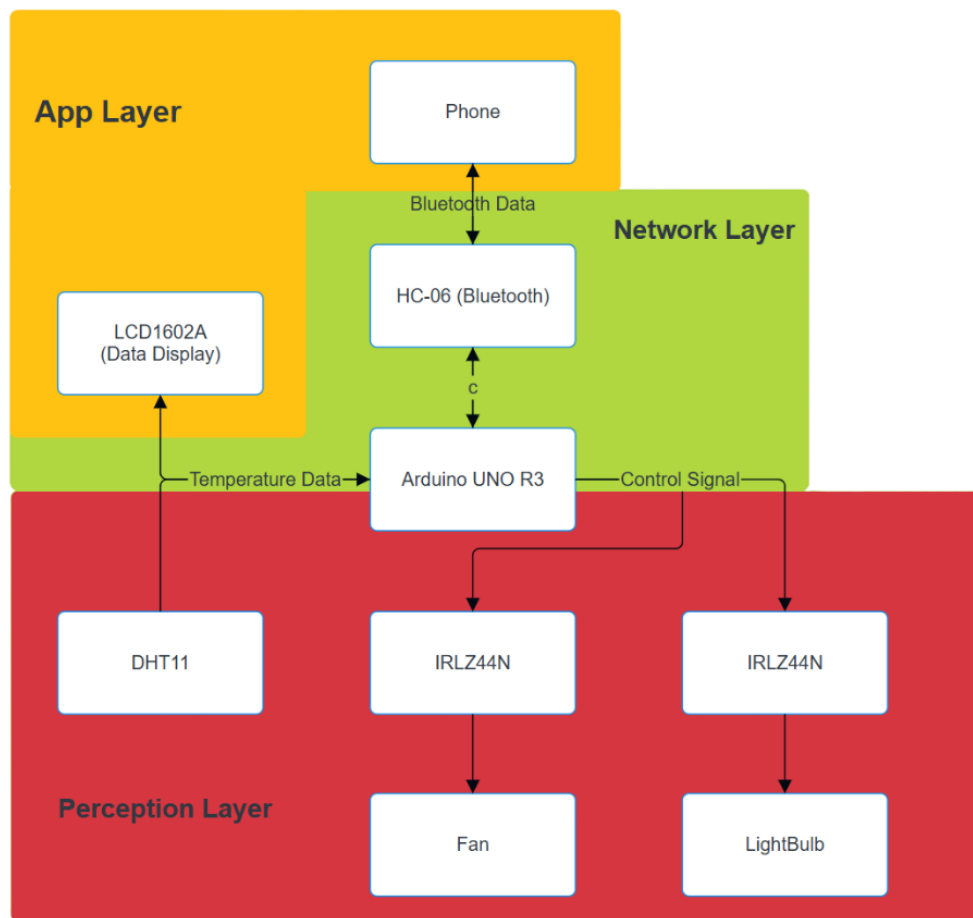 App Layer
Phone
Bluetooth Data
Network Layer
HC-06 (Bluetooth)
LCD1602A
(Data Display)
c
Temperature Data
Arduino UNO R3
Control Signal
DHT11
IRLZ44N
IRLZ44N
Perception Layer
Fan
LightBulb